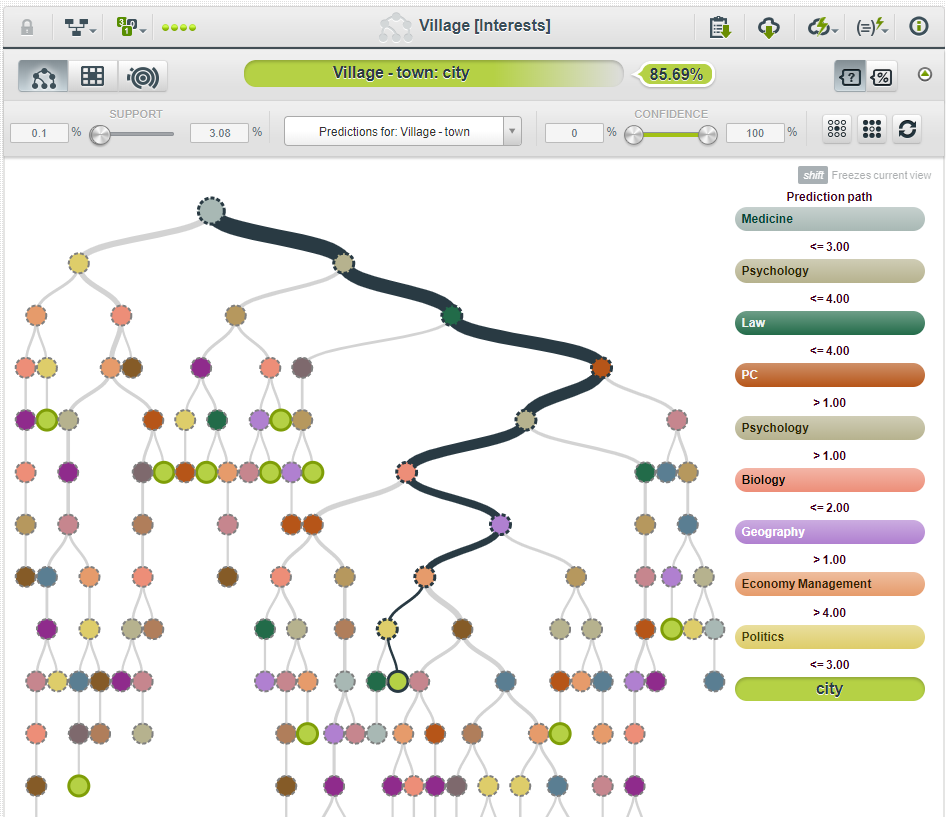 Village [Interests]
Village - town: city
85.69%
SUPPORT
0.1 %
3.08 %
Predictions for: Village - town
CONFIDENCE
0 %
100 %
shift Freezes current view
Prediction path
Medicine
<= 3.00
Psychology
<= 4.00
Law
<= 4.00
PC
> 1.00
Psychology
> 1.00
Biology
<= 2.00
Geography
> 1.00
Economy Management
> 4.00
Politics
<= 3.00
city